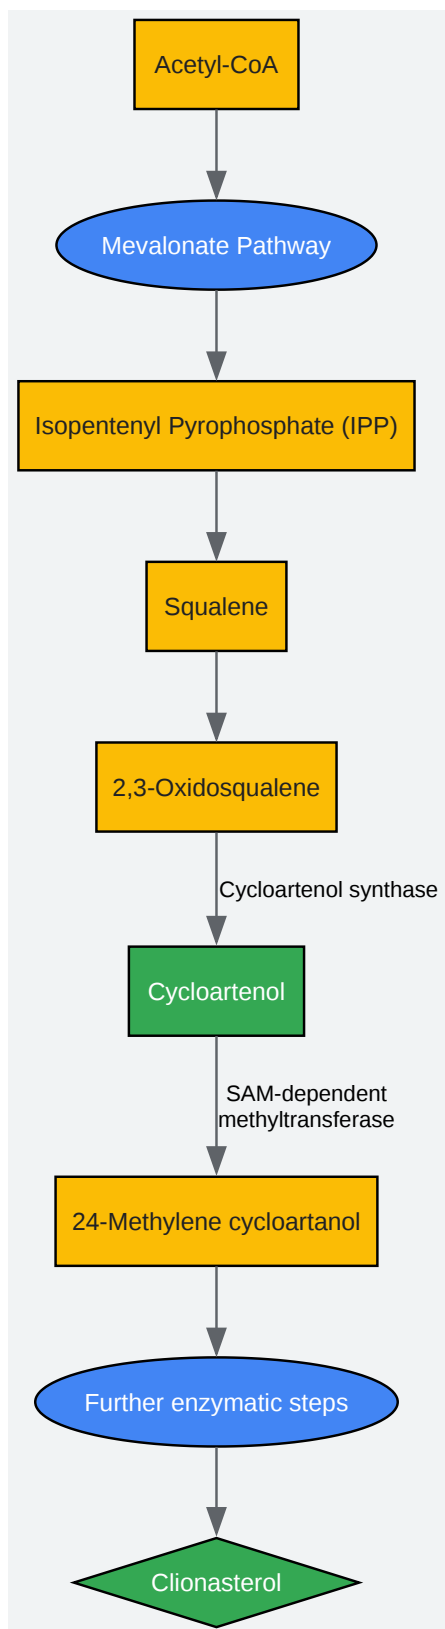 Acetyl-CoA
Mevalonate Pathway
Isopentenyl Pyrophosphate (IPP)
Squalene
2,3-Oxidosqualene
Cycloartenol synthase
Cycloartenol
SAM-dependent
methyltransferase
24-Methylene cycloartanol
Further enzymatic steps
Clionasterol